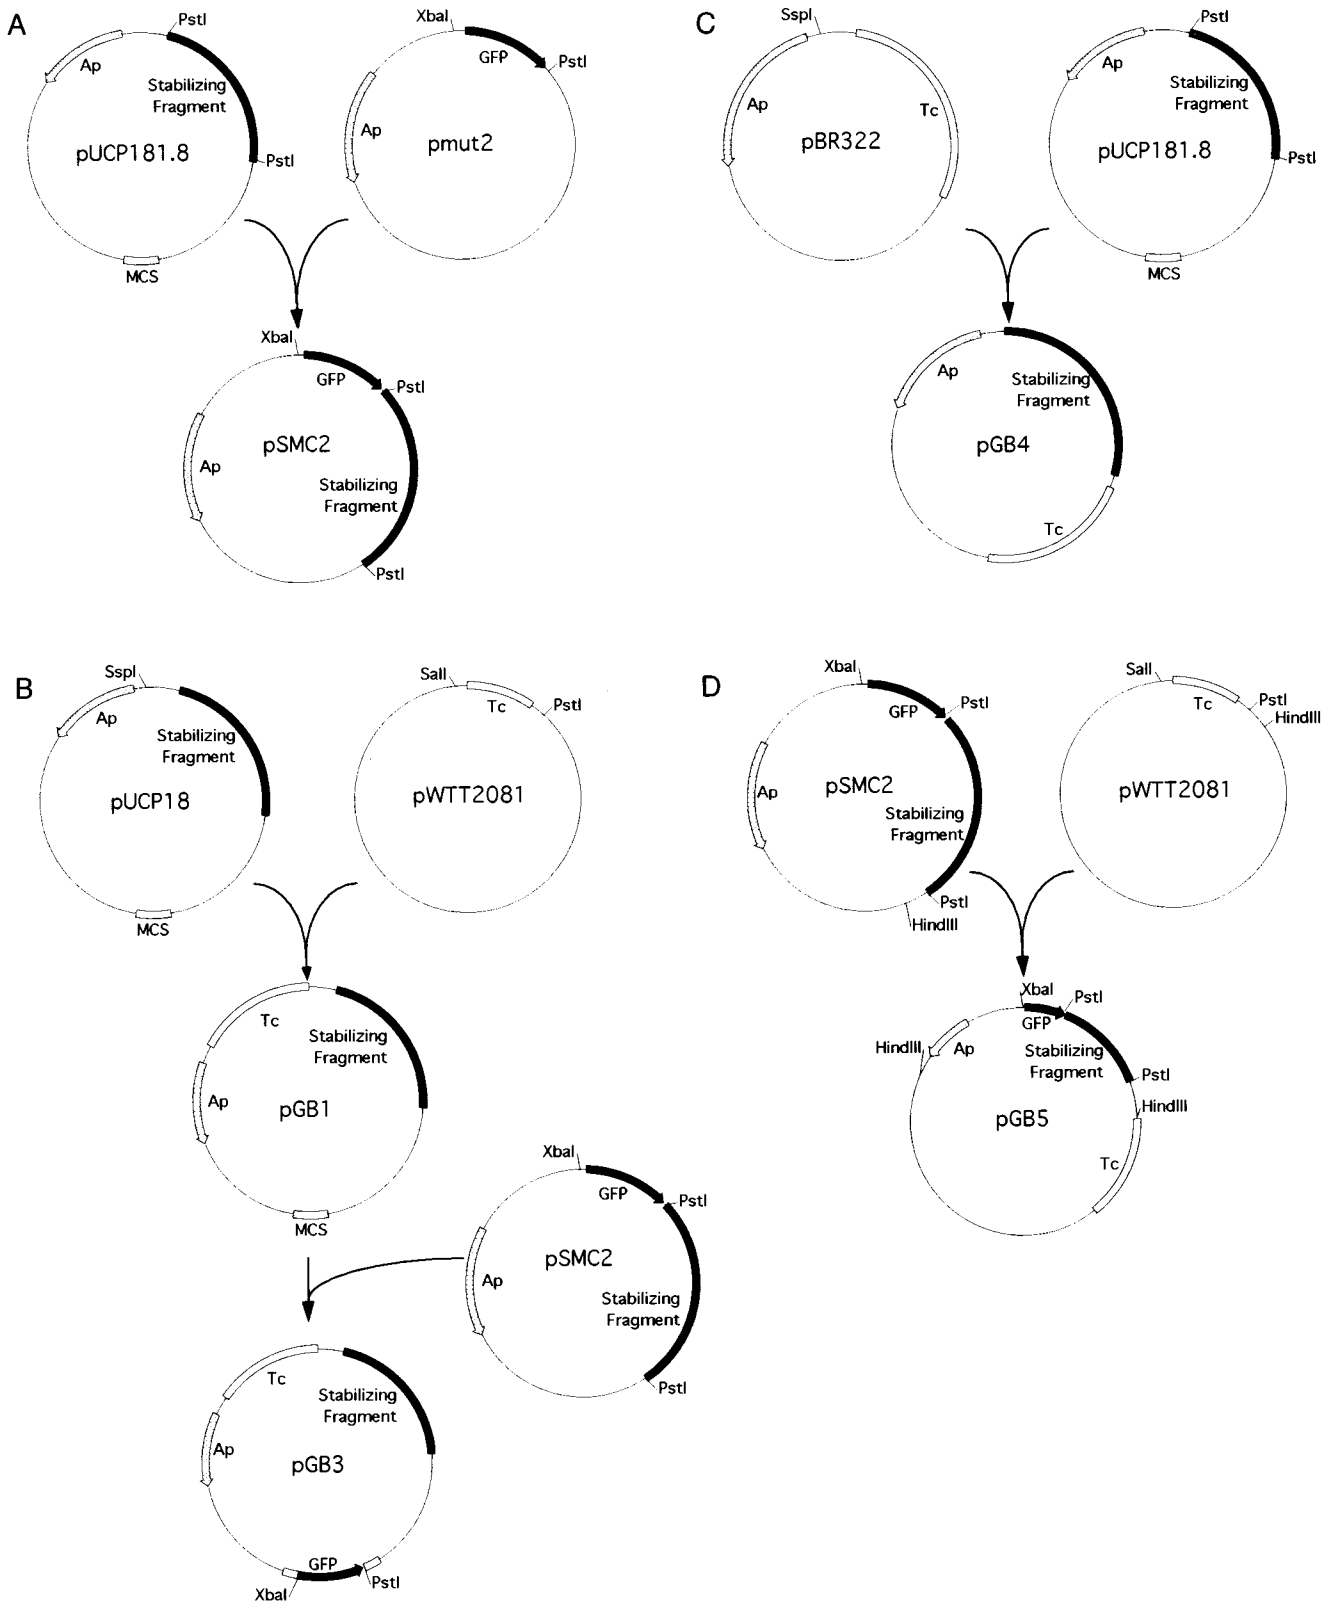 A
PstI
Ap
Stabilizing
Fragment
pUCP181.8
PstI
MCS
XbaI
GFP
PstI
Ap
pmut2
XbaI
GFP
PstI
pSMC2
Ap
Stabilizing
Fragment
PstI
C
SspI
Ap
Tc
pBR322
PstI
Ap
Stabilizing
Fragment
pUCP181.8
PstI
MCS
Ap
Stabilizing
Fragment
pGB4
Tc
B
SspI
Ap
Stabilizing
Fragment
pUCP18
MCS
SalI
Tc
PstI
pWTT2081
Tc
Stabilizing
Fragment
Ap
pGB1
MCS
XbaI
GFP
PstI
pSMC2
Ap
Stabilizing
Fragment
PstI
Tc
Stabilizing
Fragment
Ap
pGB3
GFP
XbaI
PstI
D
XbaI
GFP
PstI
pSMC2
Ap
Stabilizing
Fragment
PstI
HindIII
SalI
Tc
PstI
HindIII
pWTT2081
XbaI
PstI
GFP
HindIII
Ap
Stabilizing
Fragment
PstI
HindIII
pGB5
Tc